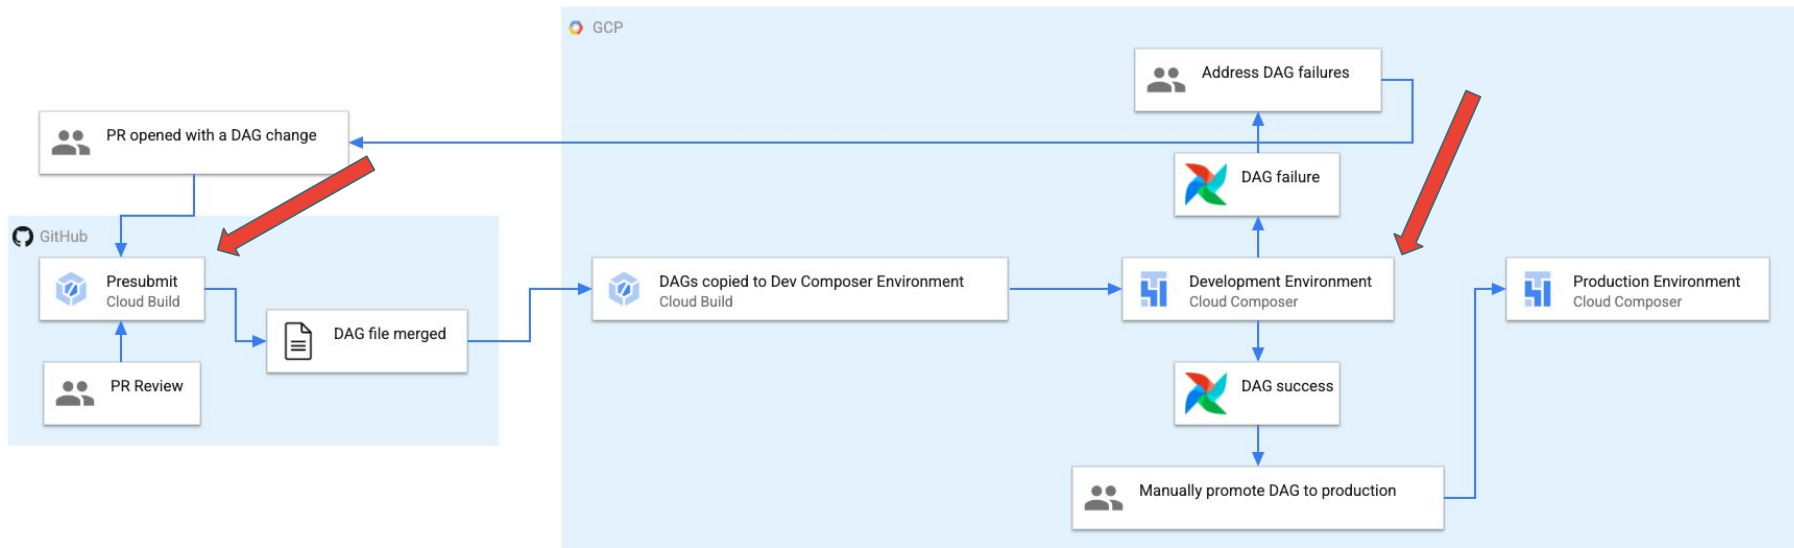 GCP
Address DAG failures
PR opened with a DAG change
DAG failure
GitHub
Presubmit
Cloud Build
DAGs copied to Dev Composer Environment
Cloud Build
Development Environment
Cloud Composer
Production Environment
Cloud Composer
DAG file merged
PR Review
DAG success
Manually promote DAG to production